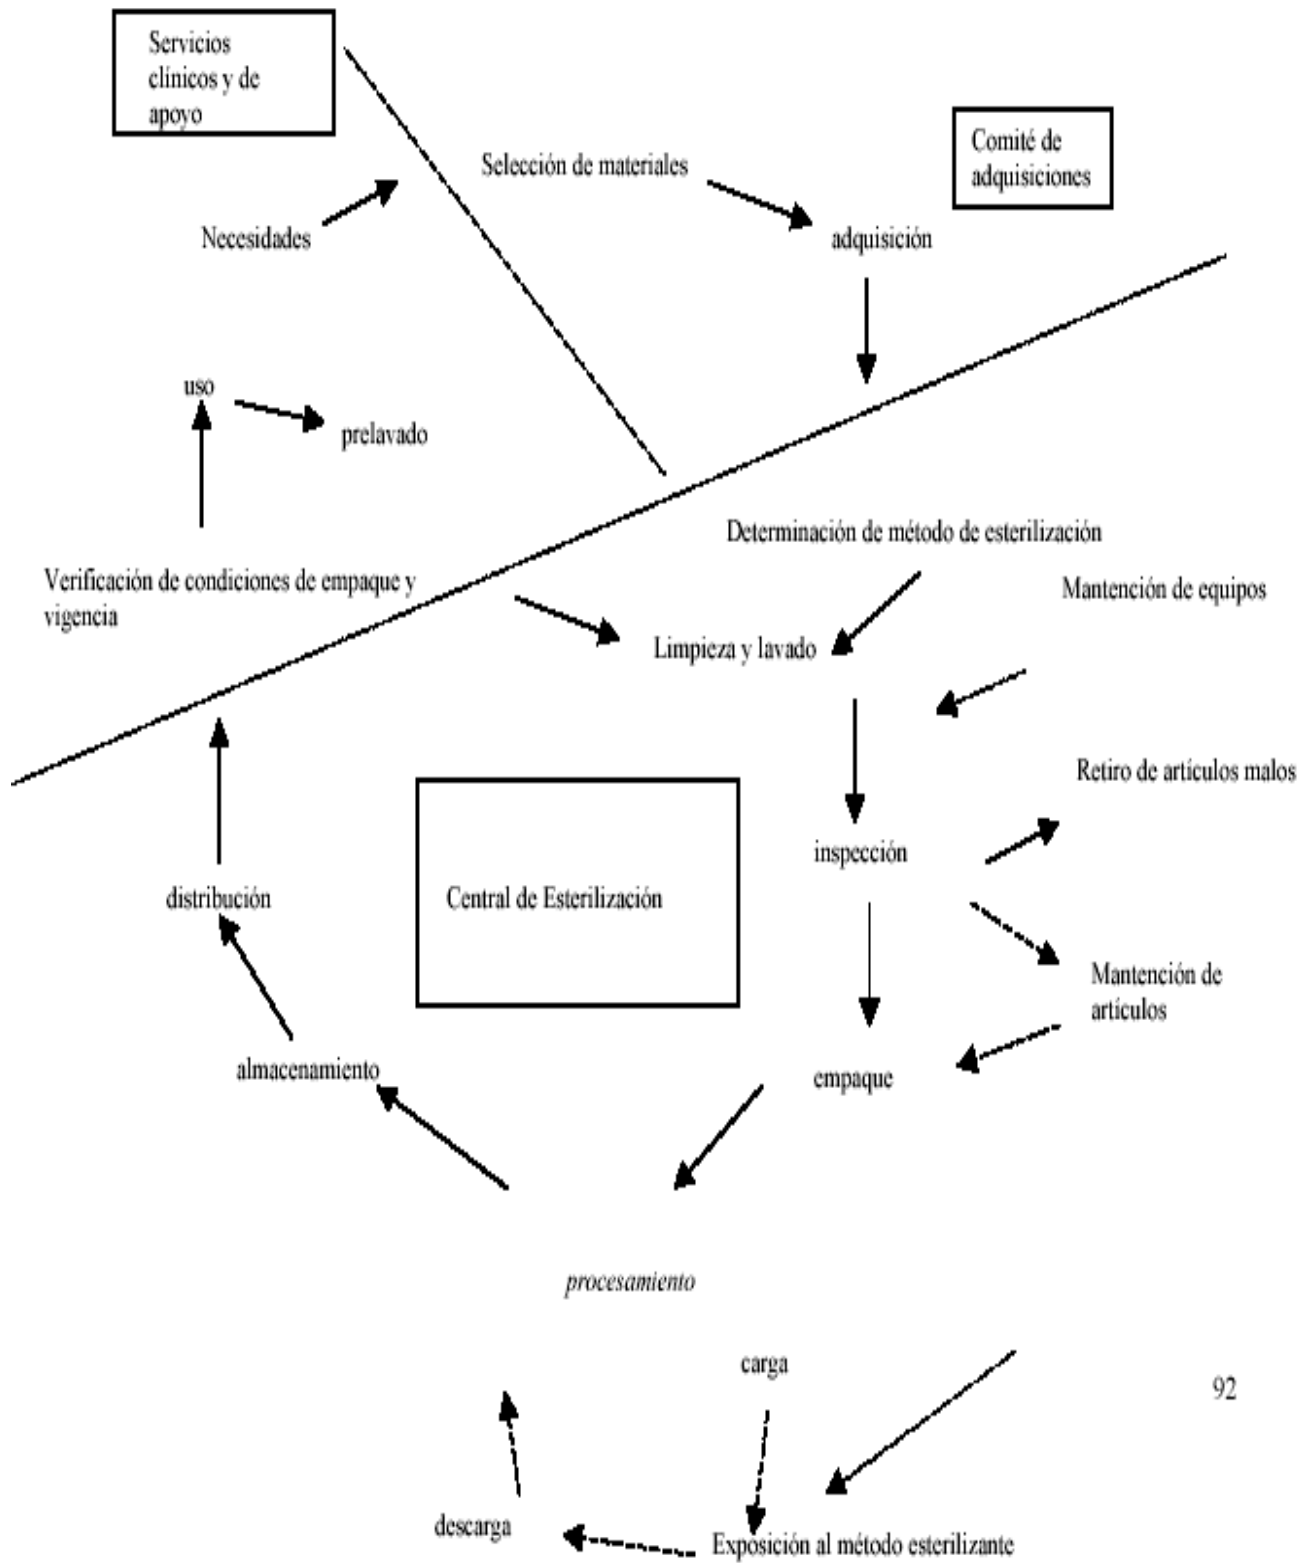 Servicios
clínicos y de
apoyo
Comité de
adquisiciones
Selección de materiales
Necesidades
adquisición
uso
prelavado
Determinación de método de esterilización
Verificación de condiciones de empaque y
vigencia
Mantención de equipos
Limpieza y lavado
Retiro de artículos malos
inspección
distribución
Central de Esterilización
Mantención de
artículos
almacenamiento
empaque
procesamiento
carga
92
descarga
Exposición al método esterilizante